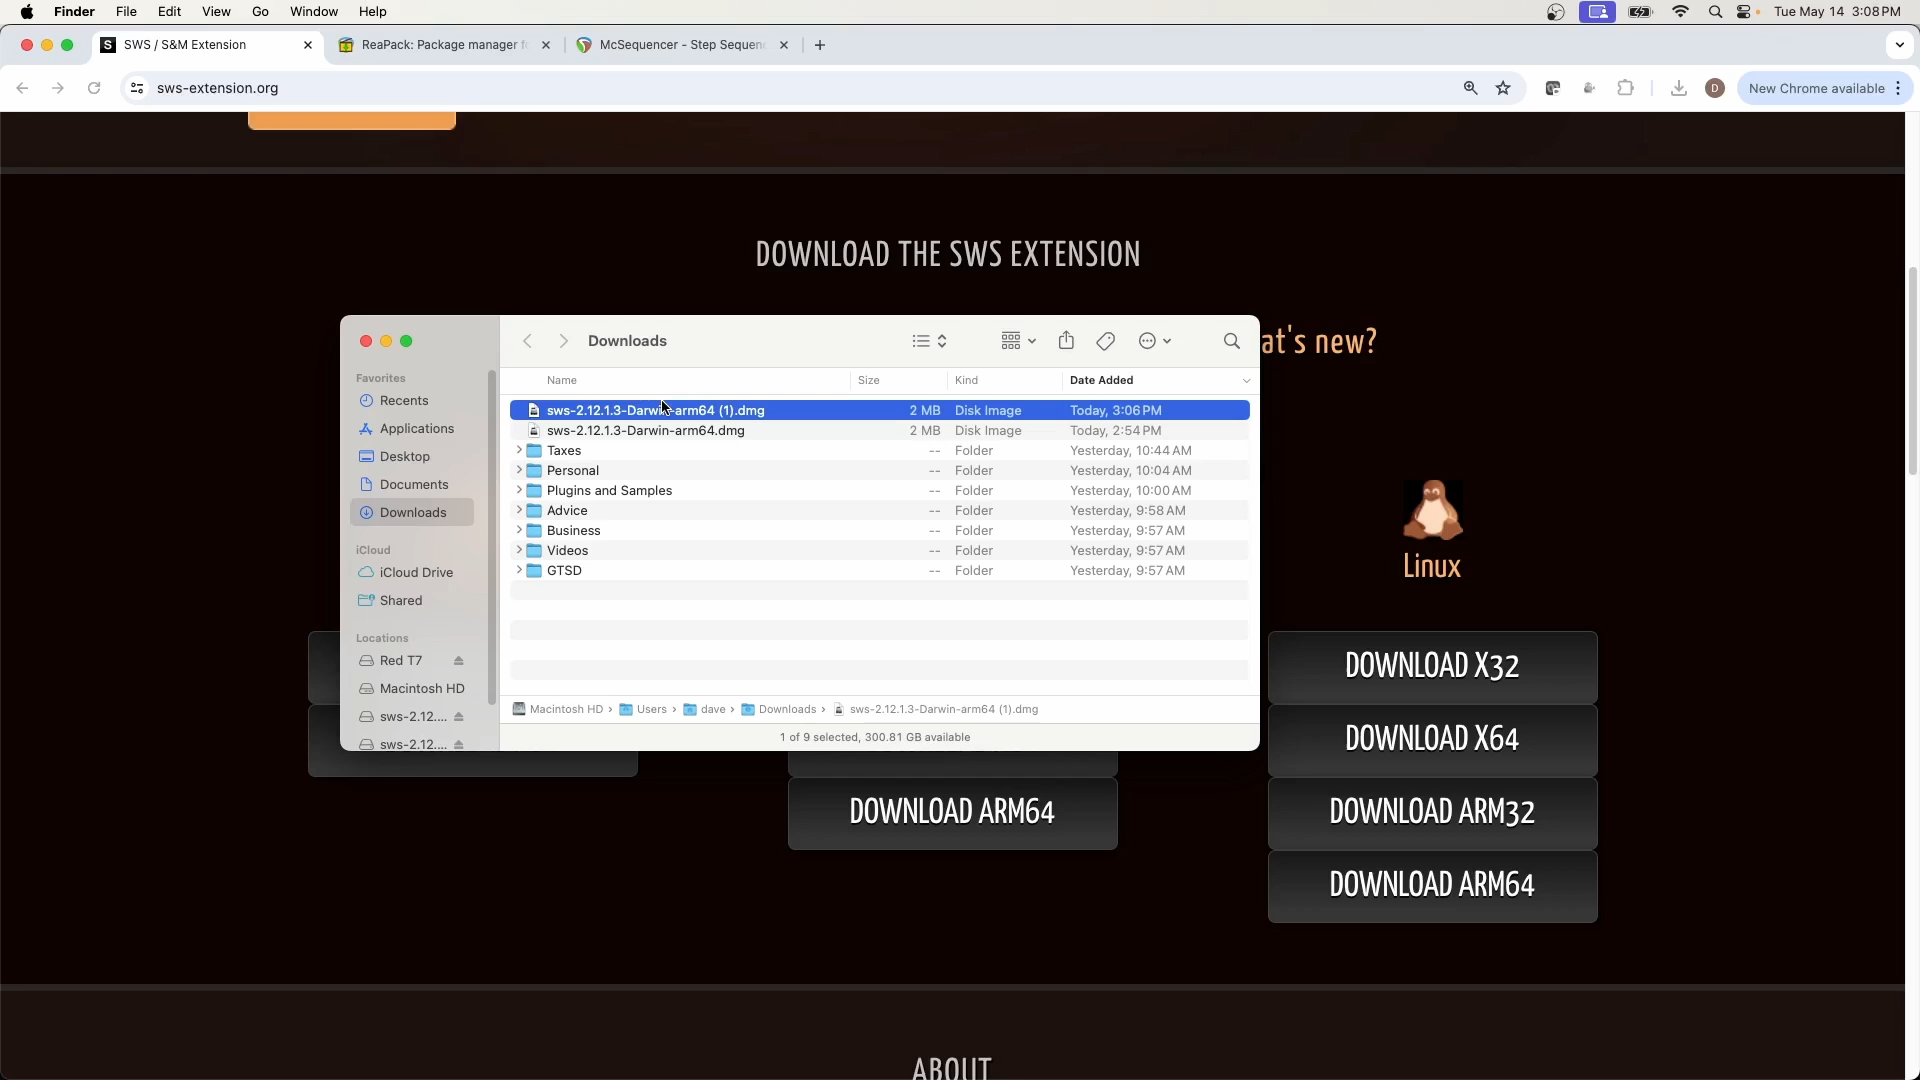 Finder File Edit View Go Window Help Tue May 14 3:08 PM
SWS / S&M Extension ReaPack: Package manager f McSequencer - Step Sequen
sws-extension.org D New Chrome available
DOWNLOAD THE SWS EXTENSION
at's new?
Downloads
Favorites
Recents
Applications
Desktop
Documents
Downloads
iCloud
iCloud Drive
Shared
Locations
Red T7
Macintosh HD
sws-2.12....
sws-2.12....
Name Size Kind Date Added
sws-2.12.1.3-Darwin-arm64 (1).dmg 2 MB Disk Image Today, 3:06 PM
sws-2.12.1.3-Darwin-arm64.dmg 2 MB Disk Image Today, 2:54 PM
Taxes -- Folder Yesterday, 10:44 AM
Personal -- Folder Yesterday, 10:04 AM
Plugins and Samples -- Folder Yesterday, 10:00 AM
Advice -- Folder Yesterday, 9:58 AM
Business -- Folder Yesterday, 9:57 AM
Videos -- Folder Yesterday, 9:57 AM
GTSD -- Folder Yesterday, 9:57 AM
Macintosh HD › Users › dave › Downloads › sws-2.12.1.3-Darwin-arm64 (1).dmg
1 of 9 selected, 300.81 GB available
Linux
DOWNLOAD X32
DOWNLOAD X64
DOWNLOAD ARM32
DOWNLOAD ARM64
DOWNLOAD ARM64
ABOUT